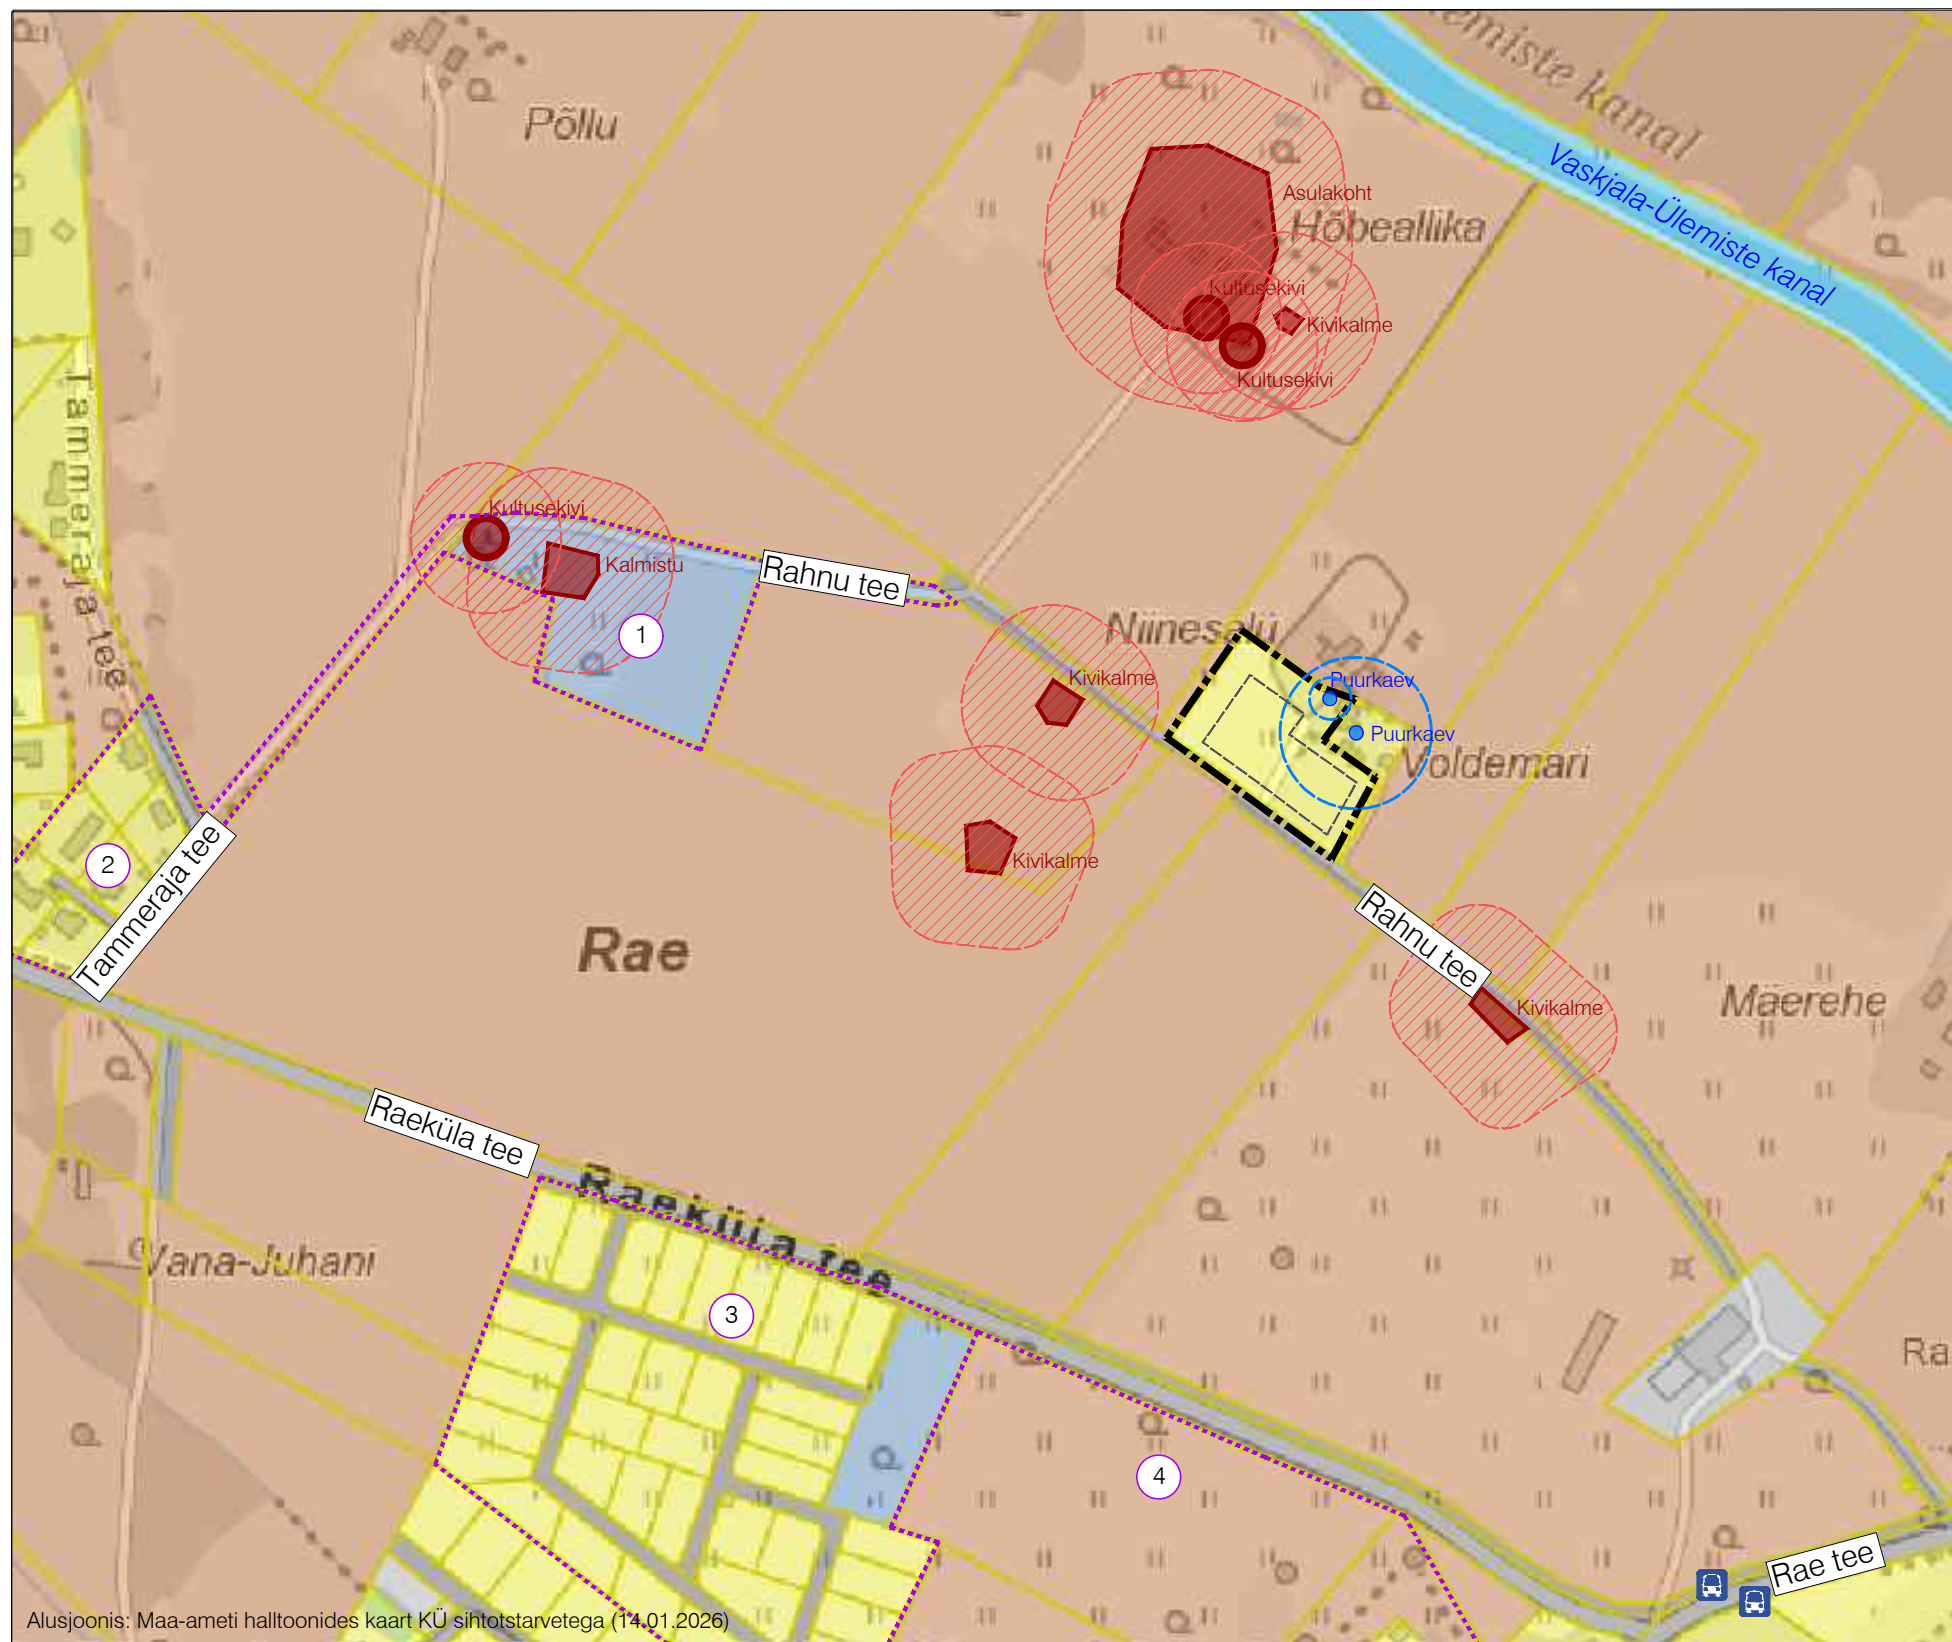 emiste kanal
Põllu
Vaskjala-Ülemiste kanal
Asulakoht
Hõbeallika
Kultusekivi
Kivikalme
Kultusekivi
Tammeraja tee
Kultusekivi
Kalmistu
Rahnu tee
1
Niinesalu
Kivikalme
Puurkaev
Puurkaev
Voldemari
2
Tammeraja tee
Kivikalme
Rae
Rahnu tee
Kivikalme
Mäerehe
Raeküla tee
Raeküla tee
Vana-Juhani
3
Ra
4
Rae tee
Alusjoonis: Maa-ameti halltoonides kaart KÜ sihtotstarvetega (14.01.2026)